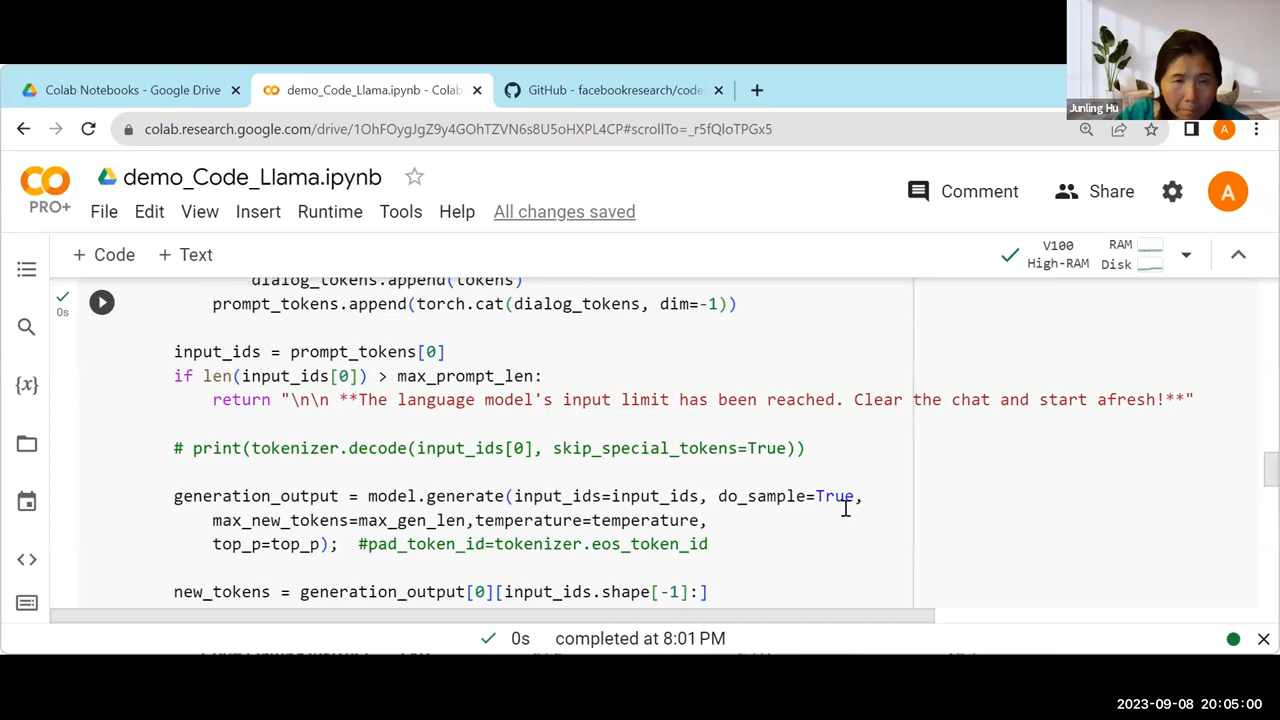 Junling Hu
Colab Notebooks - Google Drive
demo_Code_Llama.ipynb - Colab
GitHub - facebookresearch/code
colab.research.google.com/drive/1OhFOygJgZ9yAGOhTZVN6s8U5oHXPL4CP#scrollTo=_r5fQloTPGx5
A
CO
PRO+
demo_Code_Llama.ipynb
Comment
Share
A
File Edit View Insert Runtime Tools Help All changes saved
+ Code + Text
V100
High-RAM
RAM
Disk
0s
dialog_tokens.append(tokens)
prompt_tokens.append(torch.cat(dialog_tokens, dim=-1))
input_ids = prompt_tokens[0]
if len(input_ids[0]) > max_prompt_len:
return "\n\n **The language model's input limit has been reached. Clear the chat and start afresh!**"
# print(tokenizer.decode(input_ids[0], skip_special_tokens=True))
generation_output = model.generate(input_ids=input_ids, do_sample=True,
max_new_tokens=max_gen_len,temperature=temperature,
top_p=top_p); #pad_token_id=tokenizer.eos_token_id
new_tokens = generation_output[0][input_ids.shape[-1]:]
{x}
0s completed at 8:01 PM
2023-09-08 20:05:00